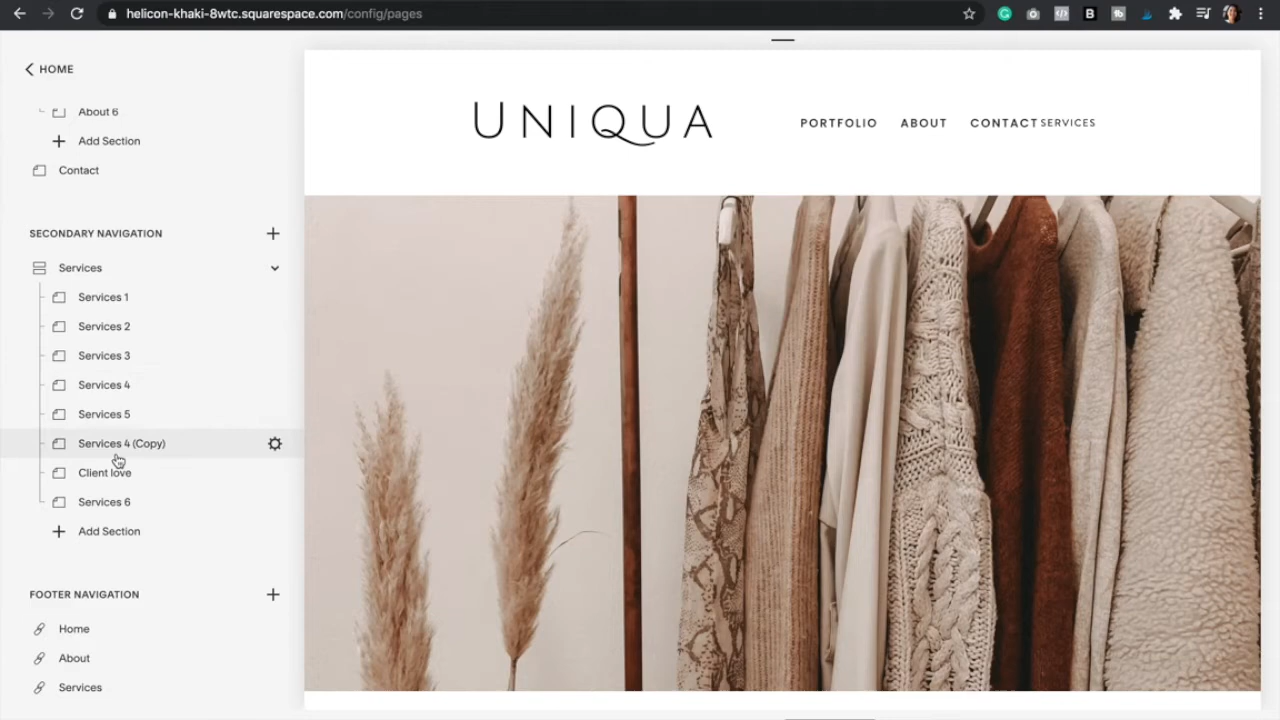 helicon-khaki-8wtc.squarespace.com/config/pages
HOME
About 6
Add Section
Contact
SECONDARY NAVIGATION
Services
Services 1
Services 2
Services 3
Services 4
Services 5
Services 4 (Copy)
Client love
Services 6
Add Section
FOOTER NAVIGATION
Home
About
Services
UNIQUA
PORTFOLIO ABOUT CONTACT SERVICES